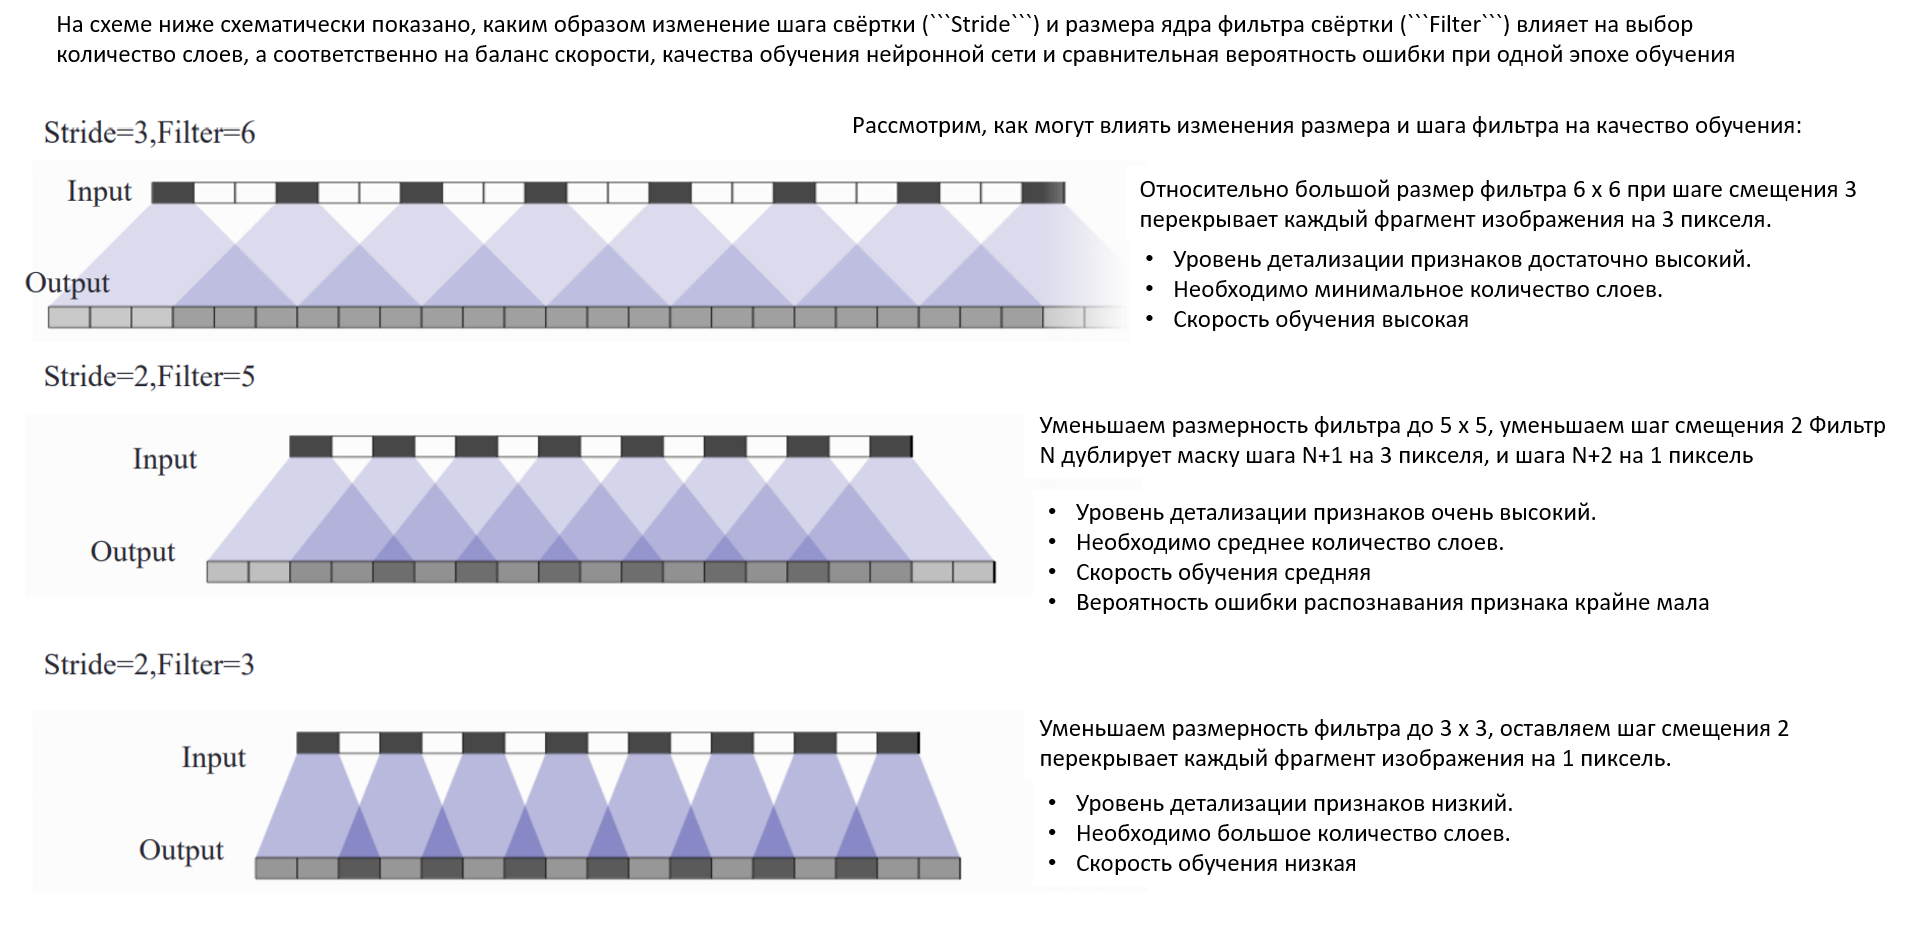 На схеме ниже схематически показано, каким образом изменение шага свёртки (```Stride```) и размера ядра фильтра свёртки (```Filter```) влияет на выбор
количество слоев, а соответственно на баланс скорости, качества обучения нейронной сети и сравнительная вероятность ошибки при одной эпохе обучения
Рассмотрим, как могут влиять изменения размера и шага фильтра на качество обучения:
Stride=3,Filter=6
Input
Output
Относительно большой размер фильтра 6 x 6 при шаге смещения 3
перекрывает каждый фрагмент изображения на 3 пикселя.
• Уровень детализации признаков достаточно высокий.
• Необходимо минимальное количество слоев.
• Скорость обучения высокая
Stride=2,Filter=5
Input
Output
Уменьшаем размерность фильтра до 5 x 5, уменьшаем шаг смещения 2 Фильтр
N дублирует маску шага N+1 на 3 пикселя, и шага N+2 на 1 пиксель
• Уровень детализации признаков очень высокий.
• Необходимо среднее количество слоев.
• Скорость обучения средняя
• Вероятность ошибки распознавания признака крайне мала
Stride=2,Filter=3
Input
Output
Уменьшаем размерность фильтра до 3 x 3, оставляем шаг смещения 2
перекрывает каждый фрагмент изображения на 1 пиксель.
• Уровень детализации признаков низкий.
• Необходимо большое количество слоев.
• Скорость обучения низкая